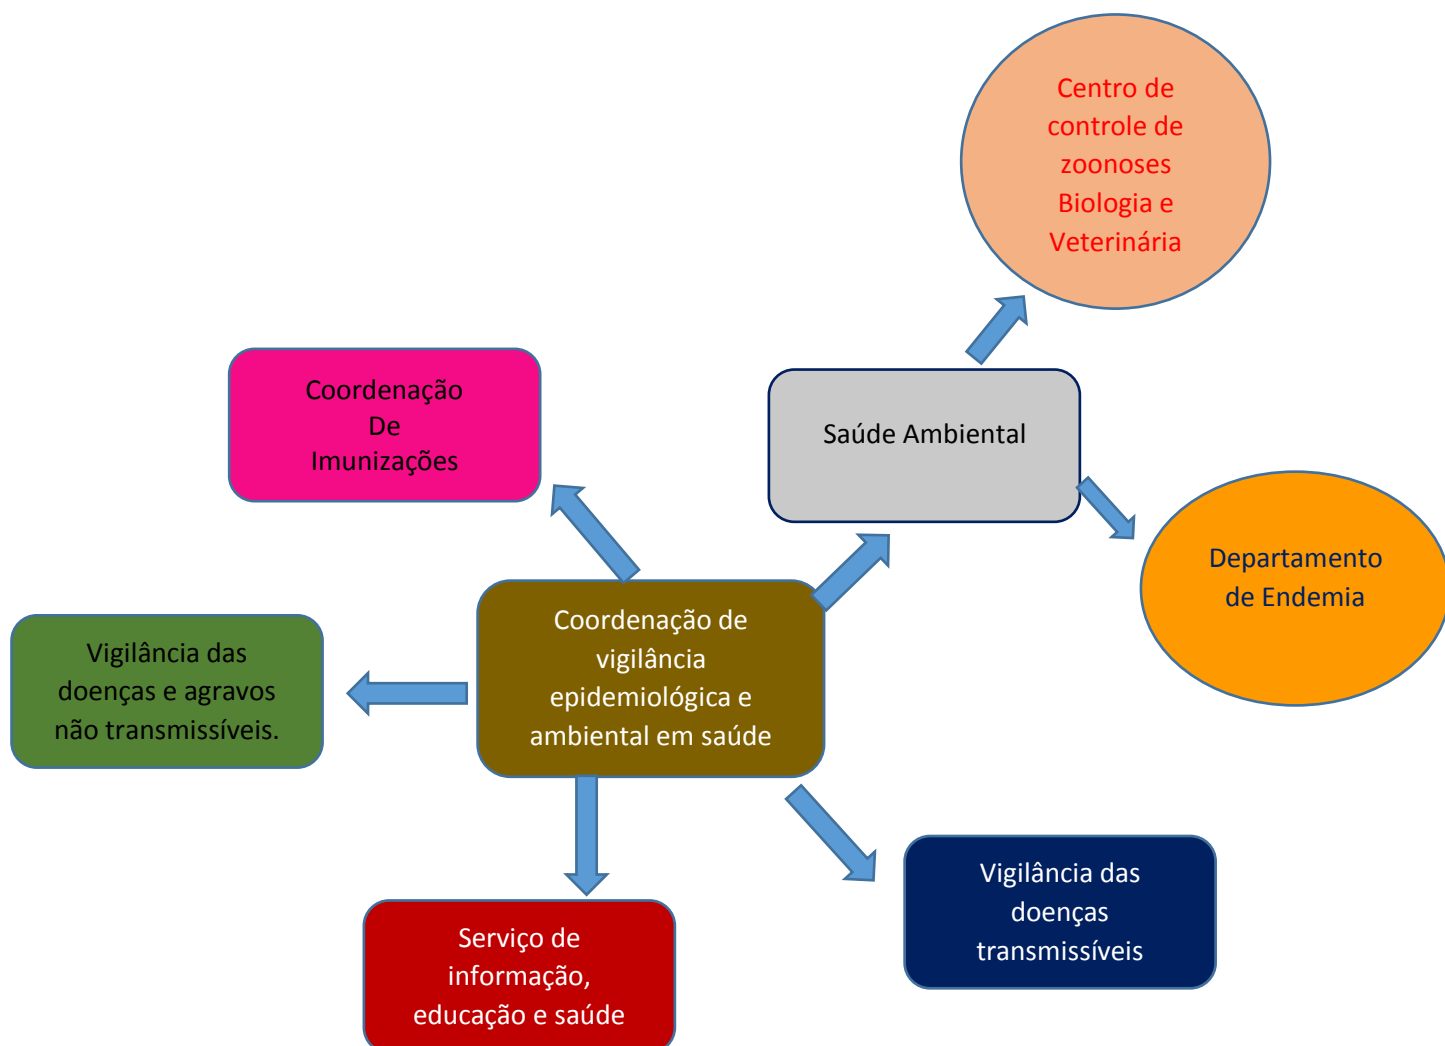 Centro de
controle de
zoonoses
Biologia e
Veterinária
Coordenação
De
Imunizações
Saúde Ambiental
Departamento
de Endemia
Coordenação de
vigilância
epidemiológica e
ambiental em saúde
Vigilância das
doenças e agravos
não transmissíveis.
Vigilância das
doenças
transmissíveis
Serviço de
informação,
educação e saúde